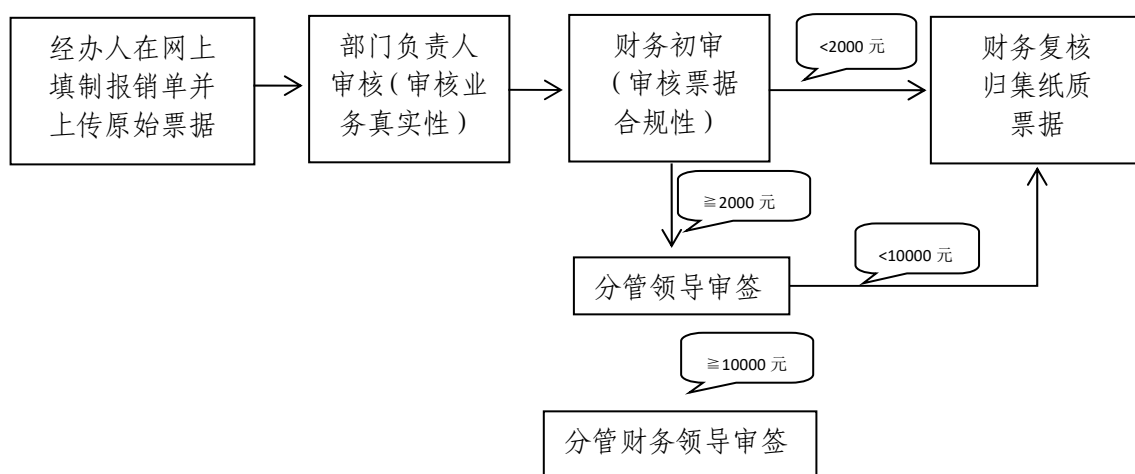 经办人在网上
填制报销单并
上传原始票据
部门负责人
审核（审核业
务真实性）
财务初审
（审核票据
合规性）
<2000 元
财务复核
归集纸质
票据
≧2000 元
分管领导审签
<10000 元
≧10000 元
分管财务领导审签